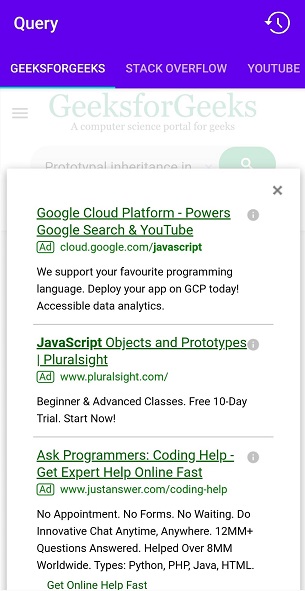 Query
GEEKSFORGEEKS STACK OVERFLOW YOUTUBE
GeeksforGeeks
A computer science portal for geeks
Prototypal inheritance in
Google Cloud Platform - Powers
Google Search & YouTube
Ad cloud.google.com/javascript
We support your favourite programming
language. Deploy your app on GCP today!
Accessible data analytics.
JavaScript Objects and Prototypes
| Pluralsight
Ad www.pluralsight.com/
Beginner & Advanced Classes. Free 10-Day
Trial. Start Now!
Ask Programmers: Coding Help -
Get Expert Help Online Fast
Ad www.justanswer.com/coding-help
No Appointment. No Forms. No Waiting. Do
Innovative Chat Anytime, Anywhere. 12MM+
Questions Answered. Helped Over 8MM
Worldwide. Types: Python, PHP, Java, HTML.
Get Online Help Fast